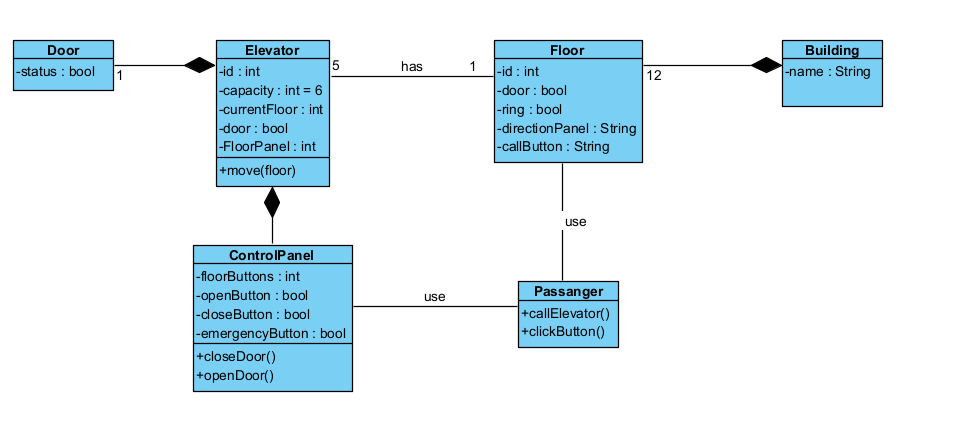 Door
-status : bool
1
Elevator
-id : int
-capacity : int = 6
-currentFloor : int
-door : bool
-FloorPanel : int
+move(floor)
5
has
1
Floor
-id : int
-door : bool
-ring : bool
-directionPanel : String
-callButton : String
12
Building
-name : String
use
ControlPanel
-floorButtons : int
-openButton : bool
-closeButton : bool
-emergencyButton : bool
+closeDoor()
+openDoor()
use
Passanger
+callElevator()
+clickButton()